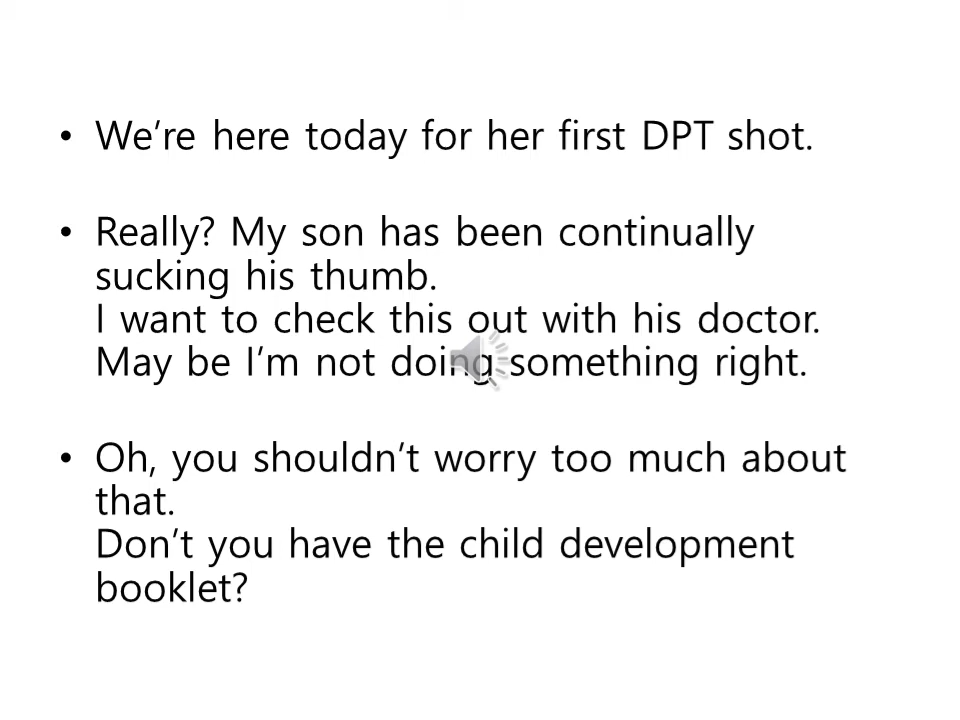 • We’re here today for her first DPT shot.
• Really? My son has been continually
sucking his thumb.
I want to check this out with his doctor.
May be I’m not doing something right.
• Oh, you shouldn’t worry too much about
that.
Don’t you have the child development
booklet?